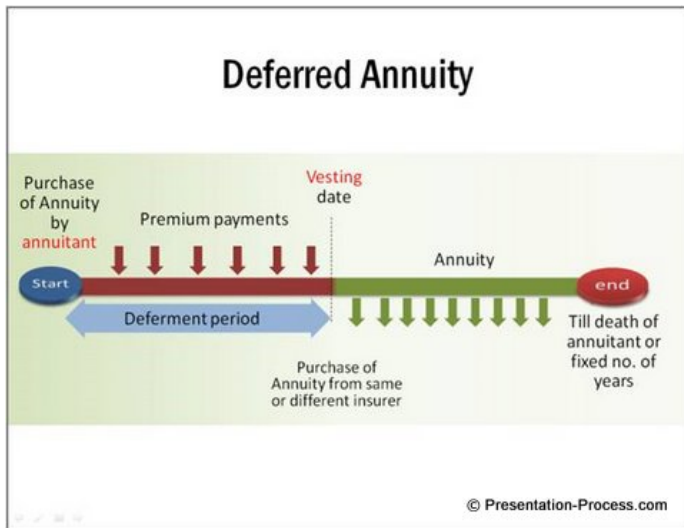 Deferred Annuity
Purchase
of Annuity
by
annuitant
Premium payments
Vesting
date
Annuity
Start
end
Deferment period
Purchase of
Annuity from same
or different insurer
Till death of
annuitant or
fixed no. of
years
© Presentation-Process.com